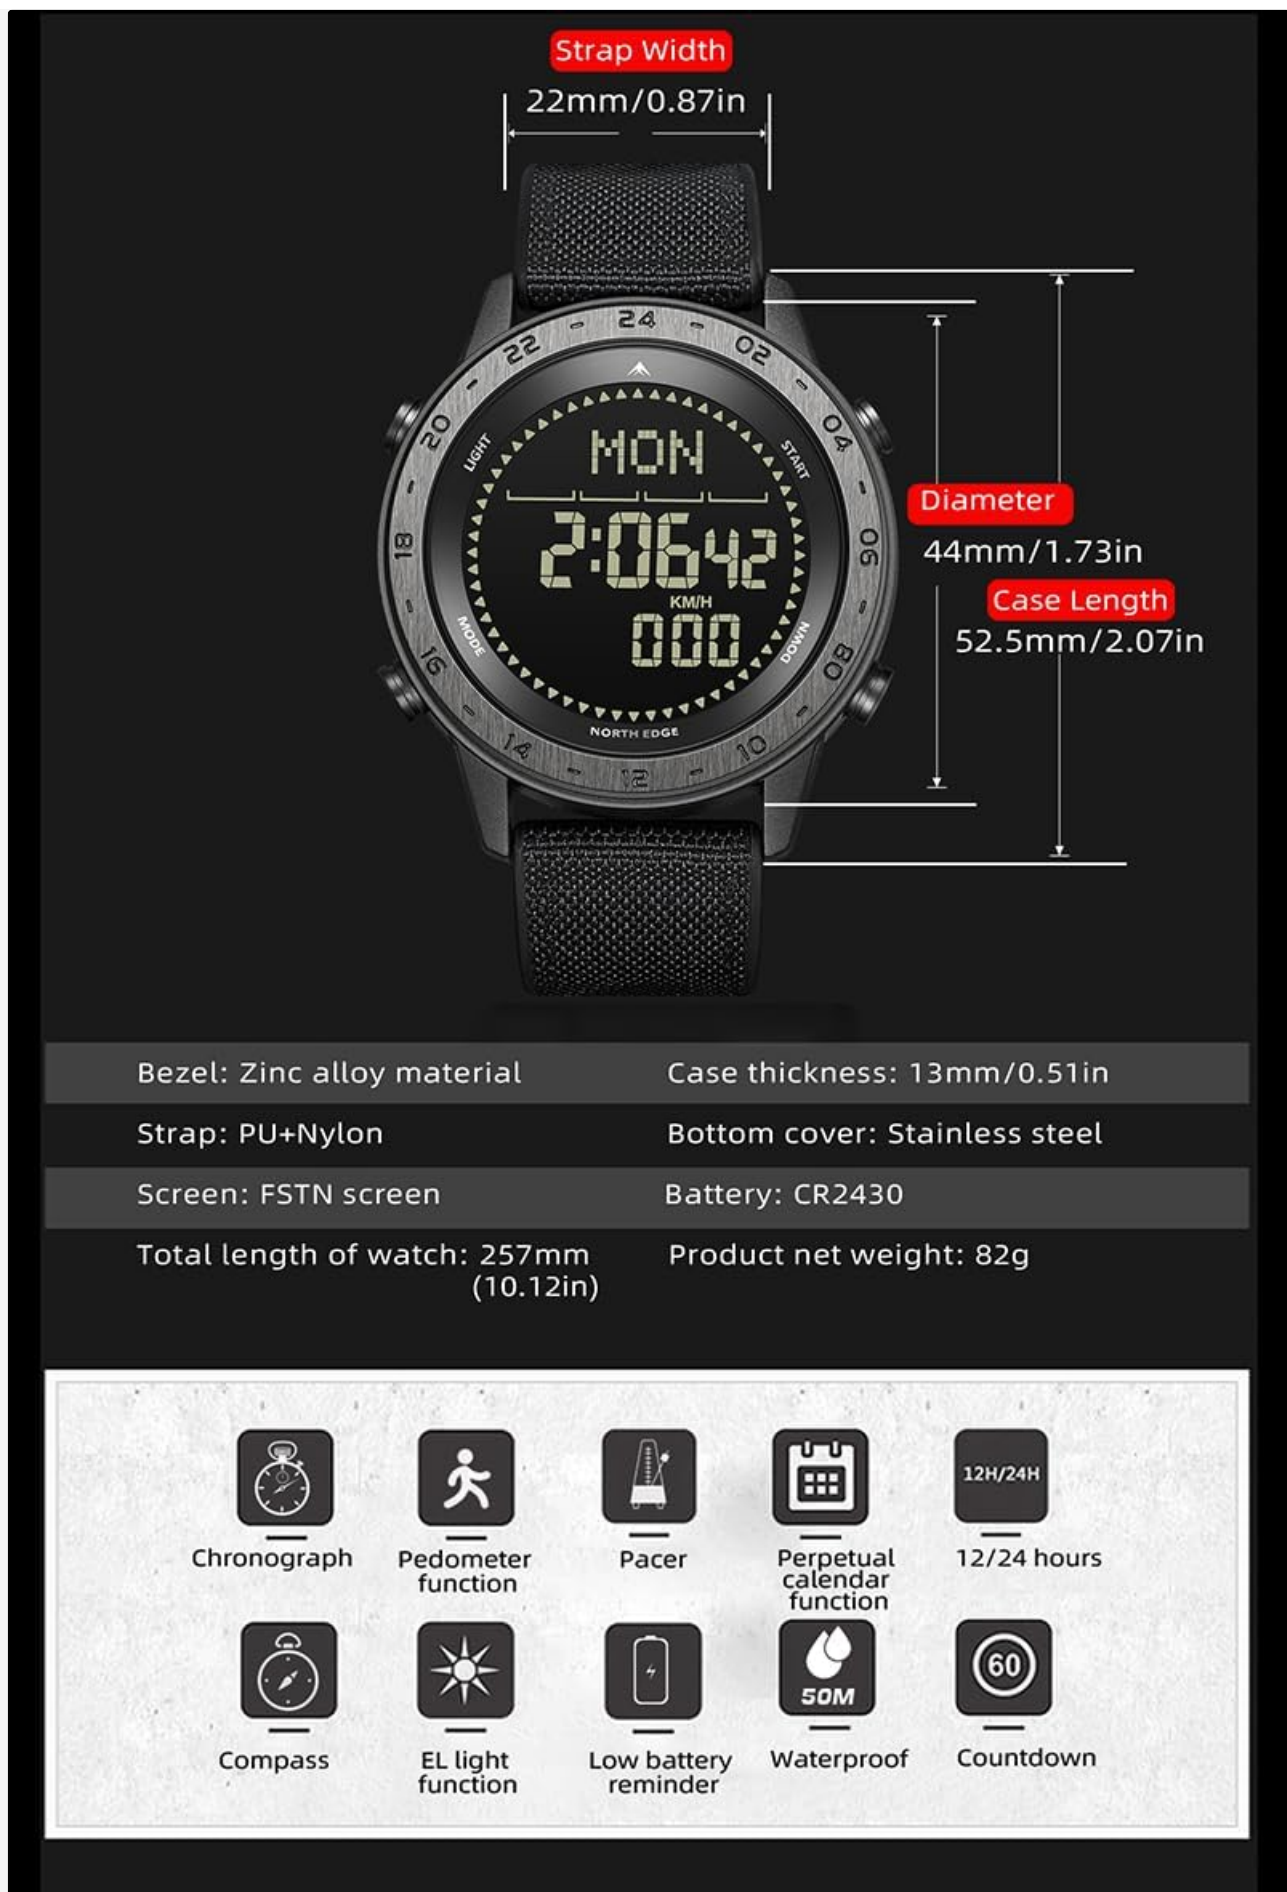 Strap Width
22mm/0.87in
24
22
02
20
04
LIGHT
START
MON
18
06
2:06 42
KM/H
000
MODE
DOWN
16
08
NORTH EDGE
14
10
12
Diameter
44mm/1.73in
Case Length
52.5mm/2.07in
Bezel: Zinc alloy material
Case thickness: 13mm/0.51in
Strap: PU+Nylon
Bottom cover: Stainless steel
Screen: FSTN screen
Battery: CR2430
Total length of watch: 257mm
(10.12in)
Product net weight: 82g
12H/24H
Chronograph
Pedometer
function
Pacer
Perpetual
calendar
function
12/24 hours
50M
60
Compass
EL light
function
Low battery
reminder
Waterproof
Countdown